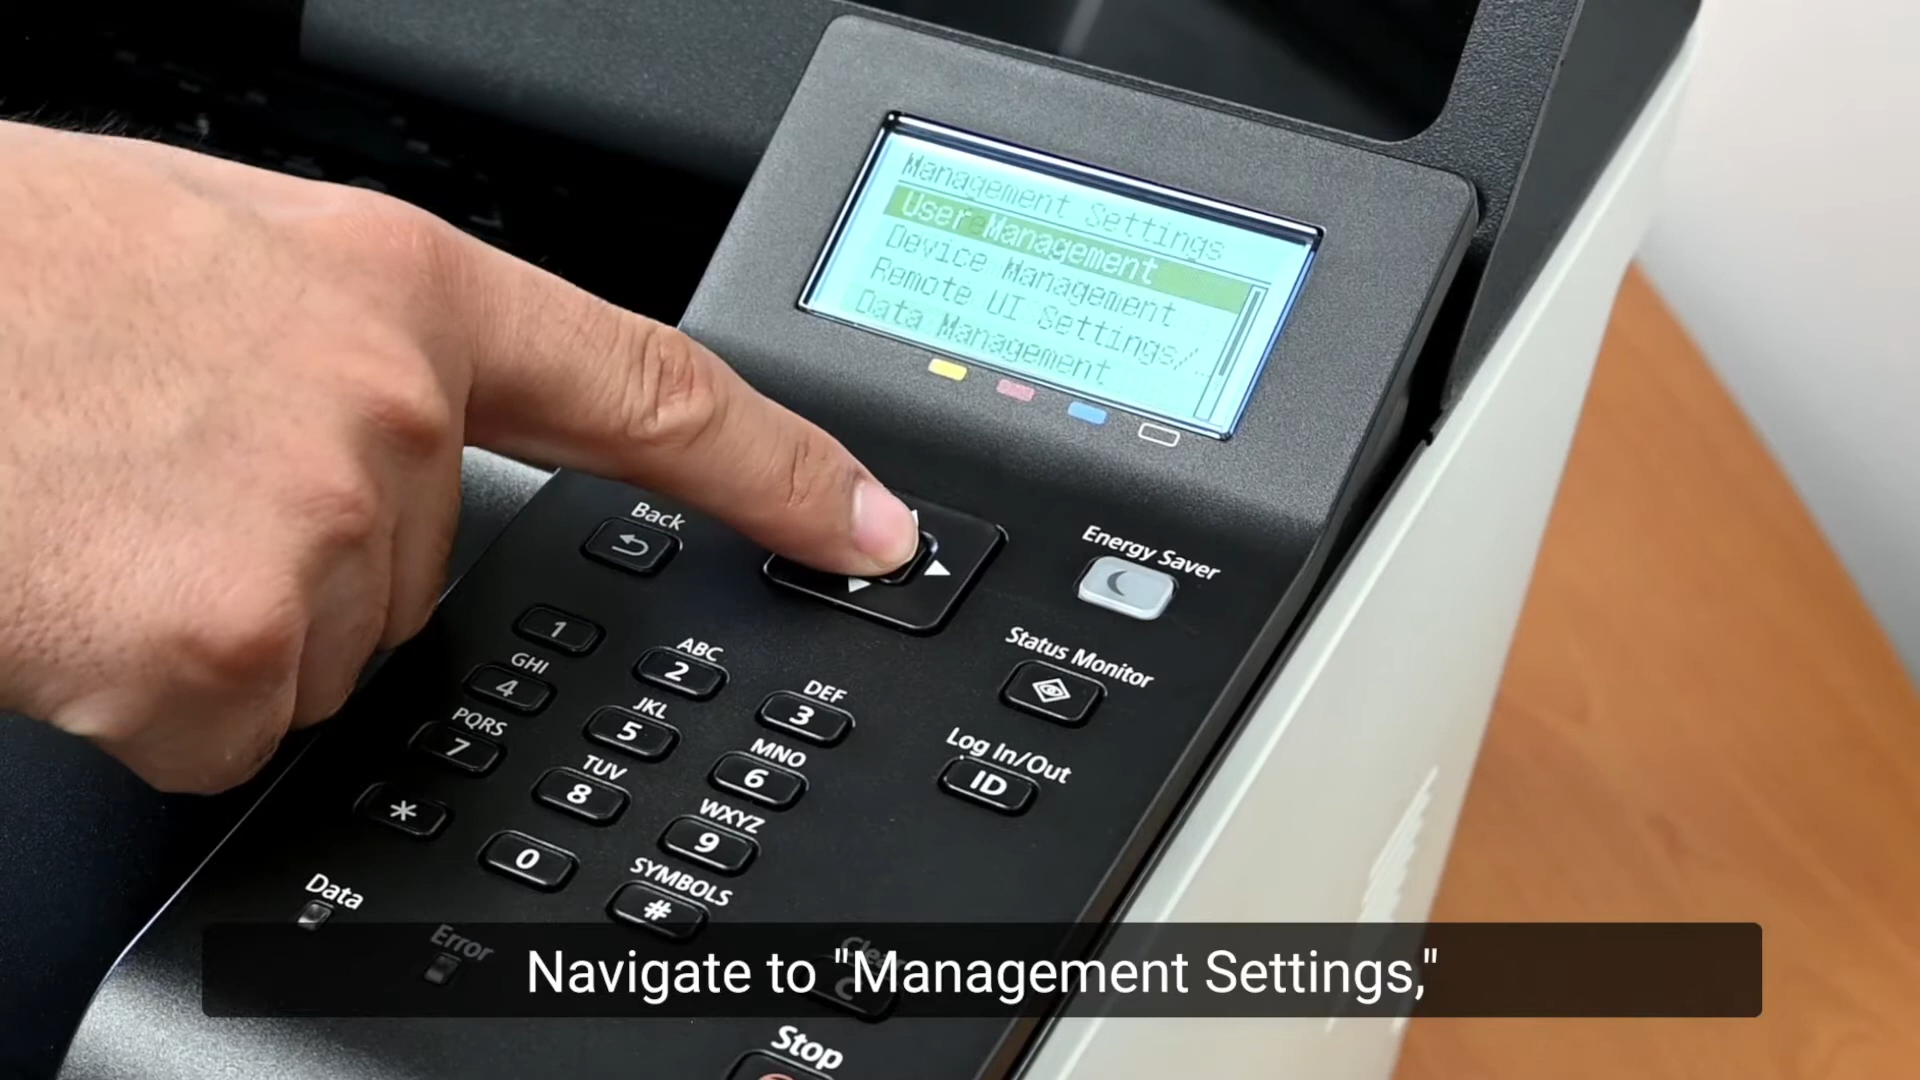 Management Settings
User Management
Device Management
Remote UI Settings/...
Data Management
Back
Energy Saver
1
ABC
2
DEF
3
Status Monitor
GHI
4
JKL
5
MNO
6
Log In/Out
ID
PQRS
7
TUV
8
WXYZ
9
*
0
SYMBOLS
#
Data
Error
Clear
C
Stop
Navigate to "Management Settings,"